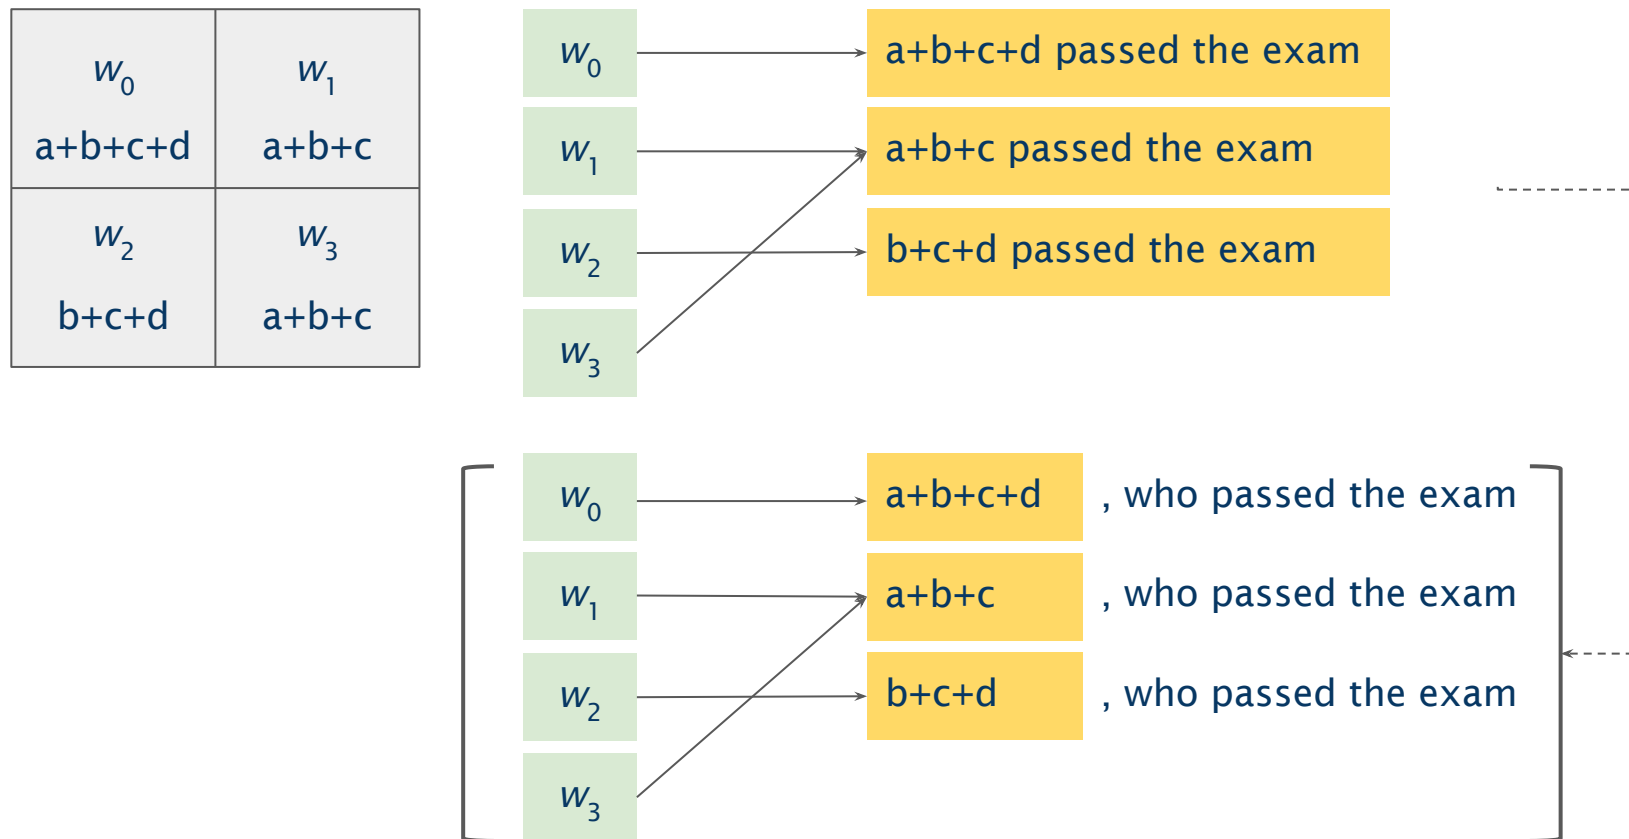 w₀ w₁
a+b+c+d a+b+c
w₂ w₃
b+c+d a+b+c
w₀ a+b+c+d passed the exam
w₁ a+b+c passed the exam
w₂ b+c+d passed the exam
w₃
w₀ a+b+c+d , who passed the exam
w₁ a+b+c , who passed the exam
w₂ b+c+d , who passed the exam
w₃